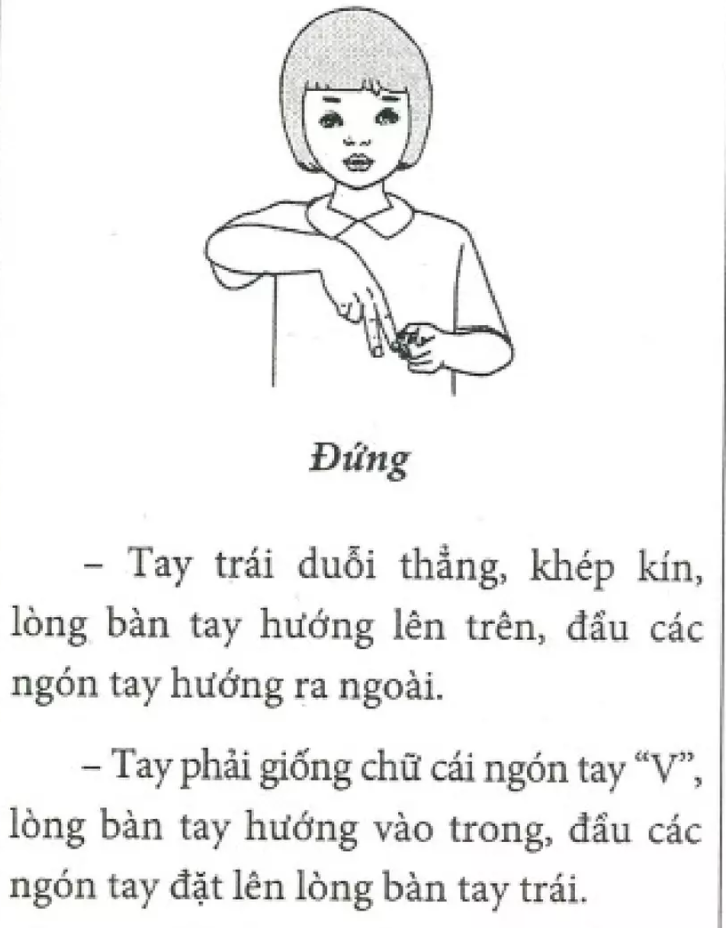 Đứng
– Tay trái duỗi thẳng, khép kín,
lòng bàn tay hướng lên trên, đầu các
ngón tay hướng ra ngoài.
– Tay phải giống chữ cái ngón tay “V”,
lòng bàn tay hướng vào trong, đầu các
ngón tay đặt lên lòng bàn tay trái.